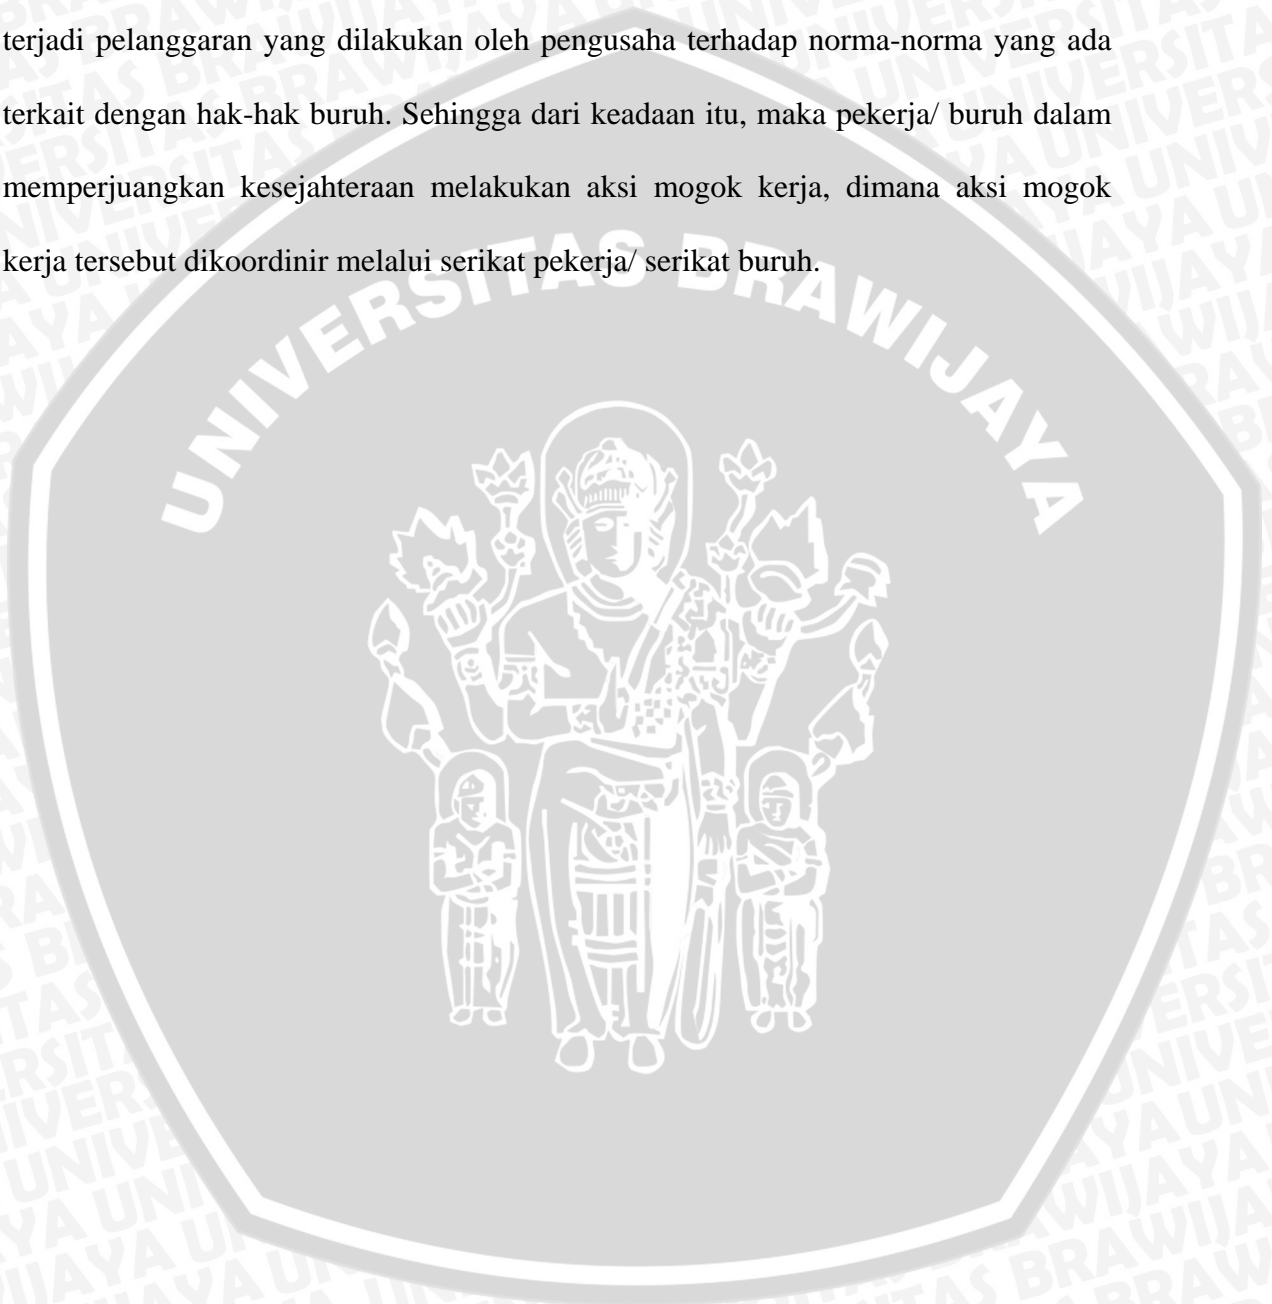 terjadi pelanggaran yang dilakukan oleh pengusaha terhadap norma-norma yang ada
terkait dengan hak-hak buruh. Sehingga dari keadaan itu, maka pekerja/ buruh dalam
memperjuangkan kesejahteraan melakukan aksi mogok kerja, dimana aksi mogok
kerja tersebut dikoordinir melalui serikat pekerja/ serikat buruh.
UNIVERSITAS BRAWIJAYA